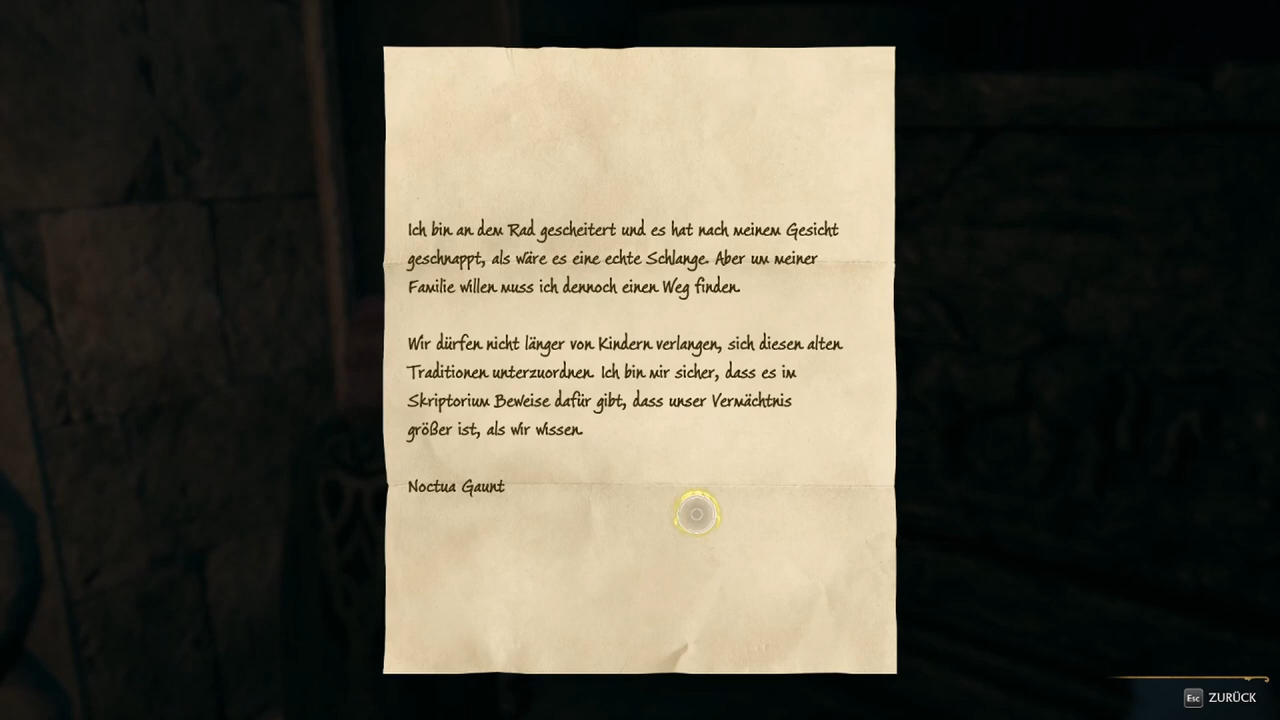 Ich bin an dem Rad gescheitert und es hat nach meinem Gesicht
geschnappt, als wäre es eine echte Schlange. Aber um meiner
Familie willen muss ich dennoch einen Weg finden.
Wir dürfen nicht länger von Kindern verlangen, sich diesen alten
Traditionen unterzuordnen. Ich bin mir sicher, dass es im
Skriptorium Beweise dafür gibt, dass unser Vermächtnis
größer ist, als wir wissen.
Noctua Gaunt
Esc ZURÜCK